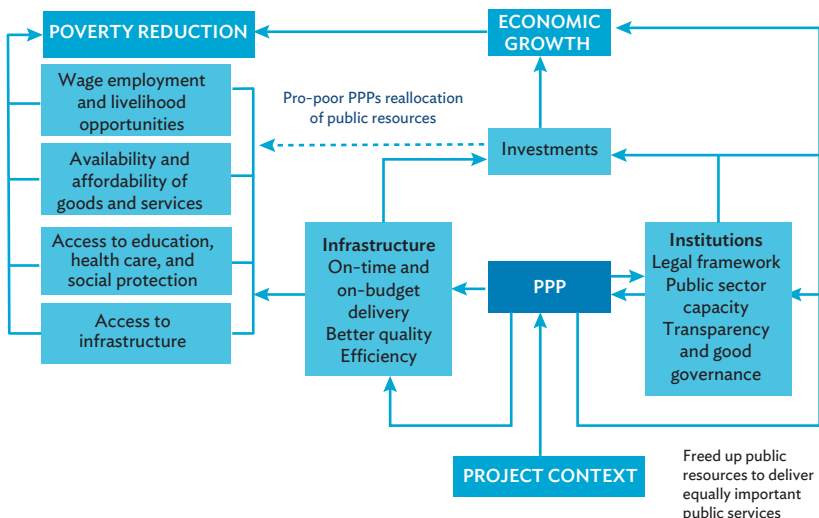 POVERTY REDUCTION
ECONOMIC
GROWTH
Wage employment
and livelihood
opportunities
Pro-poor PPPs reallocation
of public resources
Investments
Availability and
affordability of
goods and services
Access to education,
health care, and
social protection
Access to
infrastructure
Infrastructure
On-time and
on-budget
delivery
Better quality
Efficiency
PPP
Institutions
Legal framework
Public sector
capacity
Transparency
and good
governance
PROJECT CONTEXT
Freed up public
resources to deliver
equally important
public services